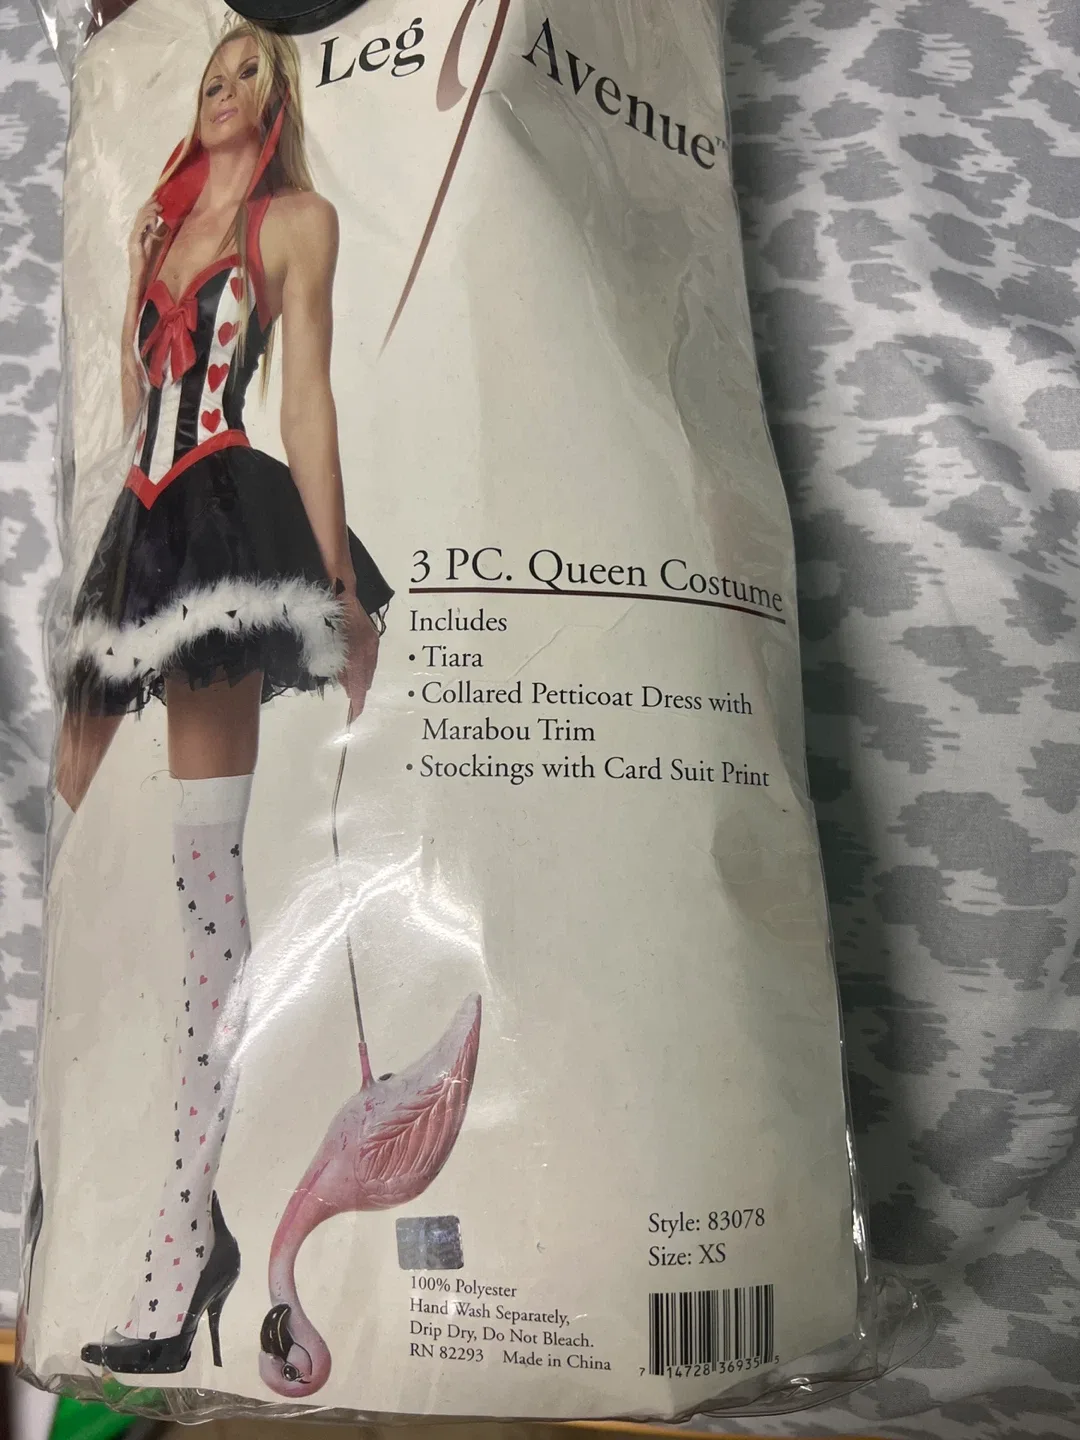 Leg Avenue™
3 PC. Queen Costume
Includes
• Tiara
• Collared Petticoat Dress with
Marabou Trim
• Stockings with Card Suit Print
Style: 83078
Size: XS
100% Polyester
Hand Wash Separately,
Drip Dry, Do Not Bleach.
RN 82293 Made in China
7 14728 36935 5